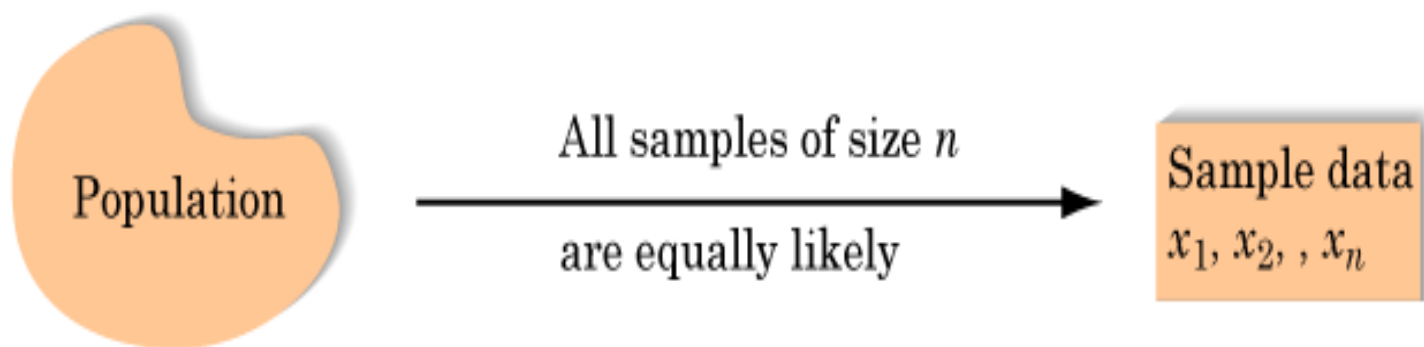 Population
All samples of size n
are equally likely
Sample data
x₁, x₂, , xₙ